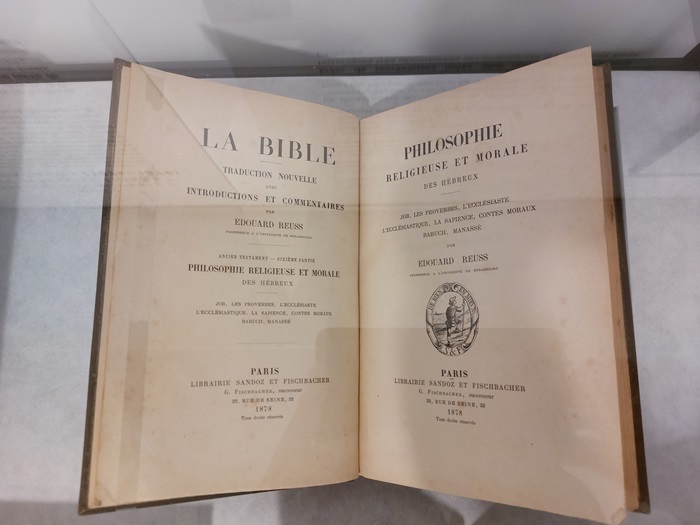 LA BIBLE
TRADUCTION NOUVELLE
AVEC
INTRODUCTIONS ET COMMENTAIRES
PAR
EDOUARD REUSS
PROFESSEUR A L'UNIVERSITÉ DE STRASBOURG
ANCIEN TESTAMENT — SIXIÈME PARTIE
PHILOSOPHIE RELIGIEUSE ET MORALE
DES HÉBREUX
JOB, LES PROVERBES, L'ECCLÉSIASTE
L'ECCLÉSIASTIQUE, LA SAPIENCE, CONTES MORAUX
BARUCH, MANASSÉ
PARIS
LIBRAIRIE SANDOZ ET FISCHBACHER
G. FISCHBACHER, SUCCESSEUR
33, RUE DE SEINE, 33
1878
Tous droits réservés
PHILOSOPHIE
RELIGIEUSE ET MORALE
DES HÉBREUX
JOB, LES PROVERBES, L'ECCLÉSIASTE
L'ECCLÉSIASTIQUE, LA SAPIENCE, CONTES MORAUX
BARUCH, MANASSÉ
PAR
EDOUARD REUSS
PROFESSEUR A L'UNIVERSITÉ DE STRASBOURG
S & F
PARIS
LIBRAIRIE SANDOZ ET FISCHBACHER
G. FISCHBACHER, SUCCESSEUR
33, RUE DE SEINE, 33
1878
Tous droits réservés